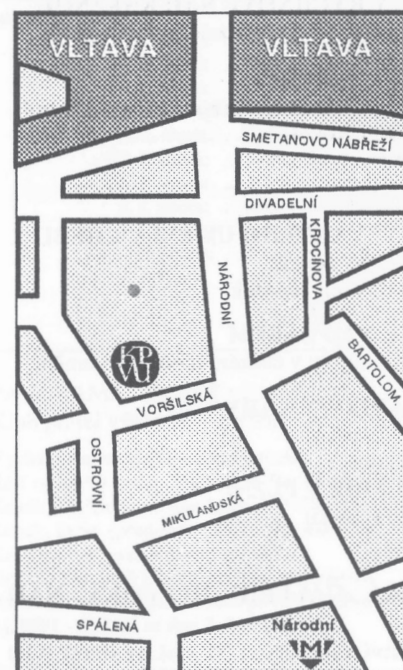 VLTAVA
VLTAVA
SMETANOVO NÁBŘEŽÍ
DIVADELNÍ
KROCÍNOVA
NÁRODNÍ
BARTOLOM.
VORŠILSKÁ
OSTROVNÍ
MIKULANDSKÁ
SPÁLENÁ
Národní
M